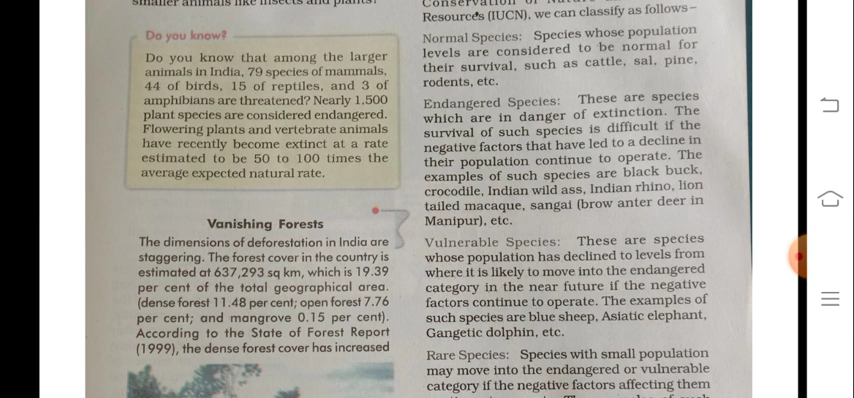 smaller animals like insects and plants?
Do you know?
Do you know that among the larger
animals in India, 79 species of mammals,
44 of birds, 15 of reptiles, and 3 of
amphibians are threatened? Nearly 1,500
plant species are considered endangered.
Flowering plants and vertebrate animals
have recently become extinct at a rate
estimated to be 50 to 100 times the
average expected natural rate.
Vanishing Forests
The dimensions of deforestation in India are
staggering. The forest cover in the country is
estimated at 637,293 sq km, which is 19.39
per cent of the total geographical area.
(dense forest 11.48 per cent; open forest 7.76
per cent; and mangrove 0.15 per cent).
According to the State of Forest Report
(1999), the dense forest cover has increased
Conservation of Nature
Resources (IUCN), we can classify as follows–
Normal Species: Species whose population
levels are considered to be normal for
their survival, such as cattle, sal, pine,
rodents, etc.
Endangered Species: These are species
which are in danger of extinction. The
survival of such species is difficult if the
negative factors that have led to a decline in
their population continue to operate. The
examples of such species are black buck,
crocodile, Indian wild ass, Indian rhino, lion
tailed macaque, sangai (brow anter deer in
Manipur), etc.
Vulnerable Species: These are species
whose population has declined to levels from
where it is likely to move into the endangered
category in the near future if the negative
factors continue to operate. The examples of
such species are blue sheep, Asiatic elephant,
Gangetic dolphin, etc.
Rare Species: Species with small population
may move into the endangered or vulnerable
category if the negative factors affecting them